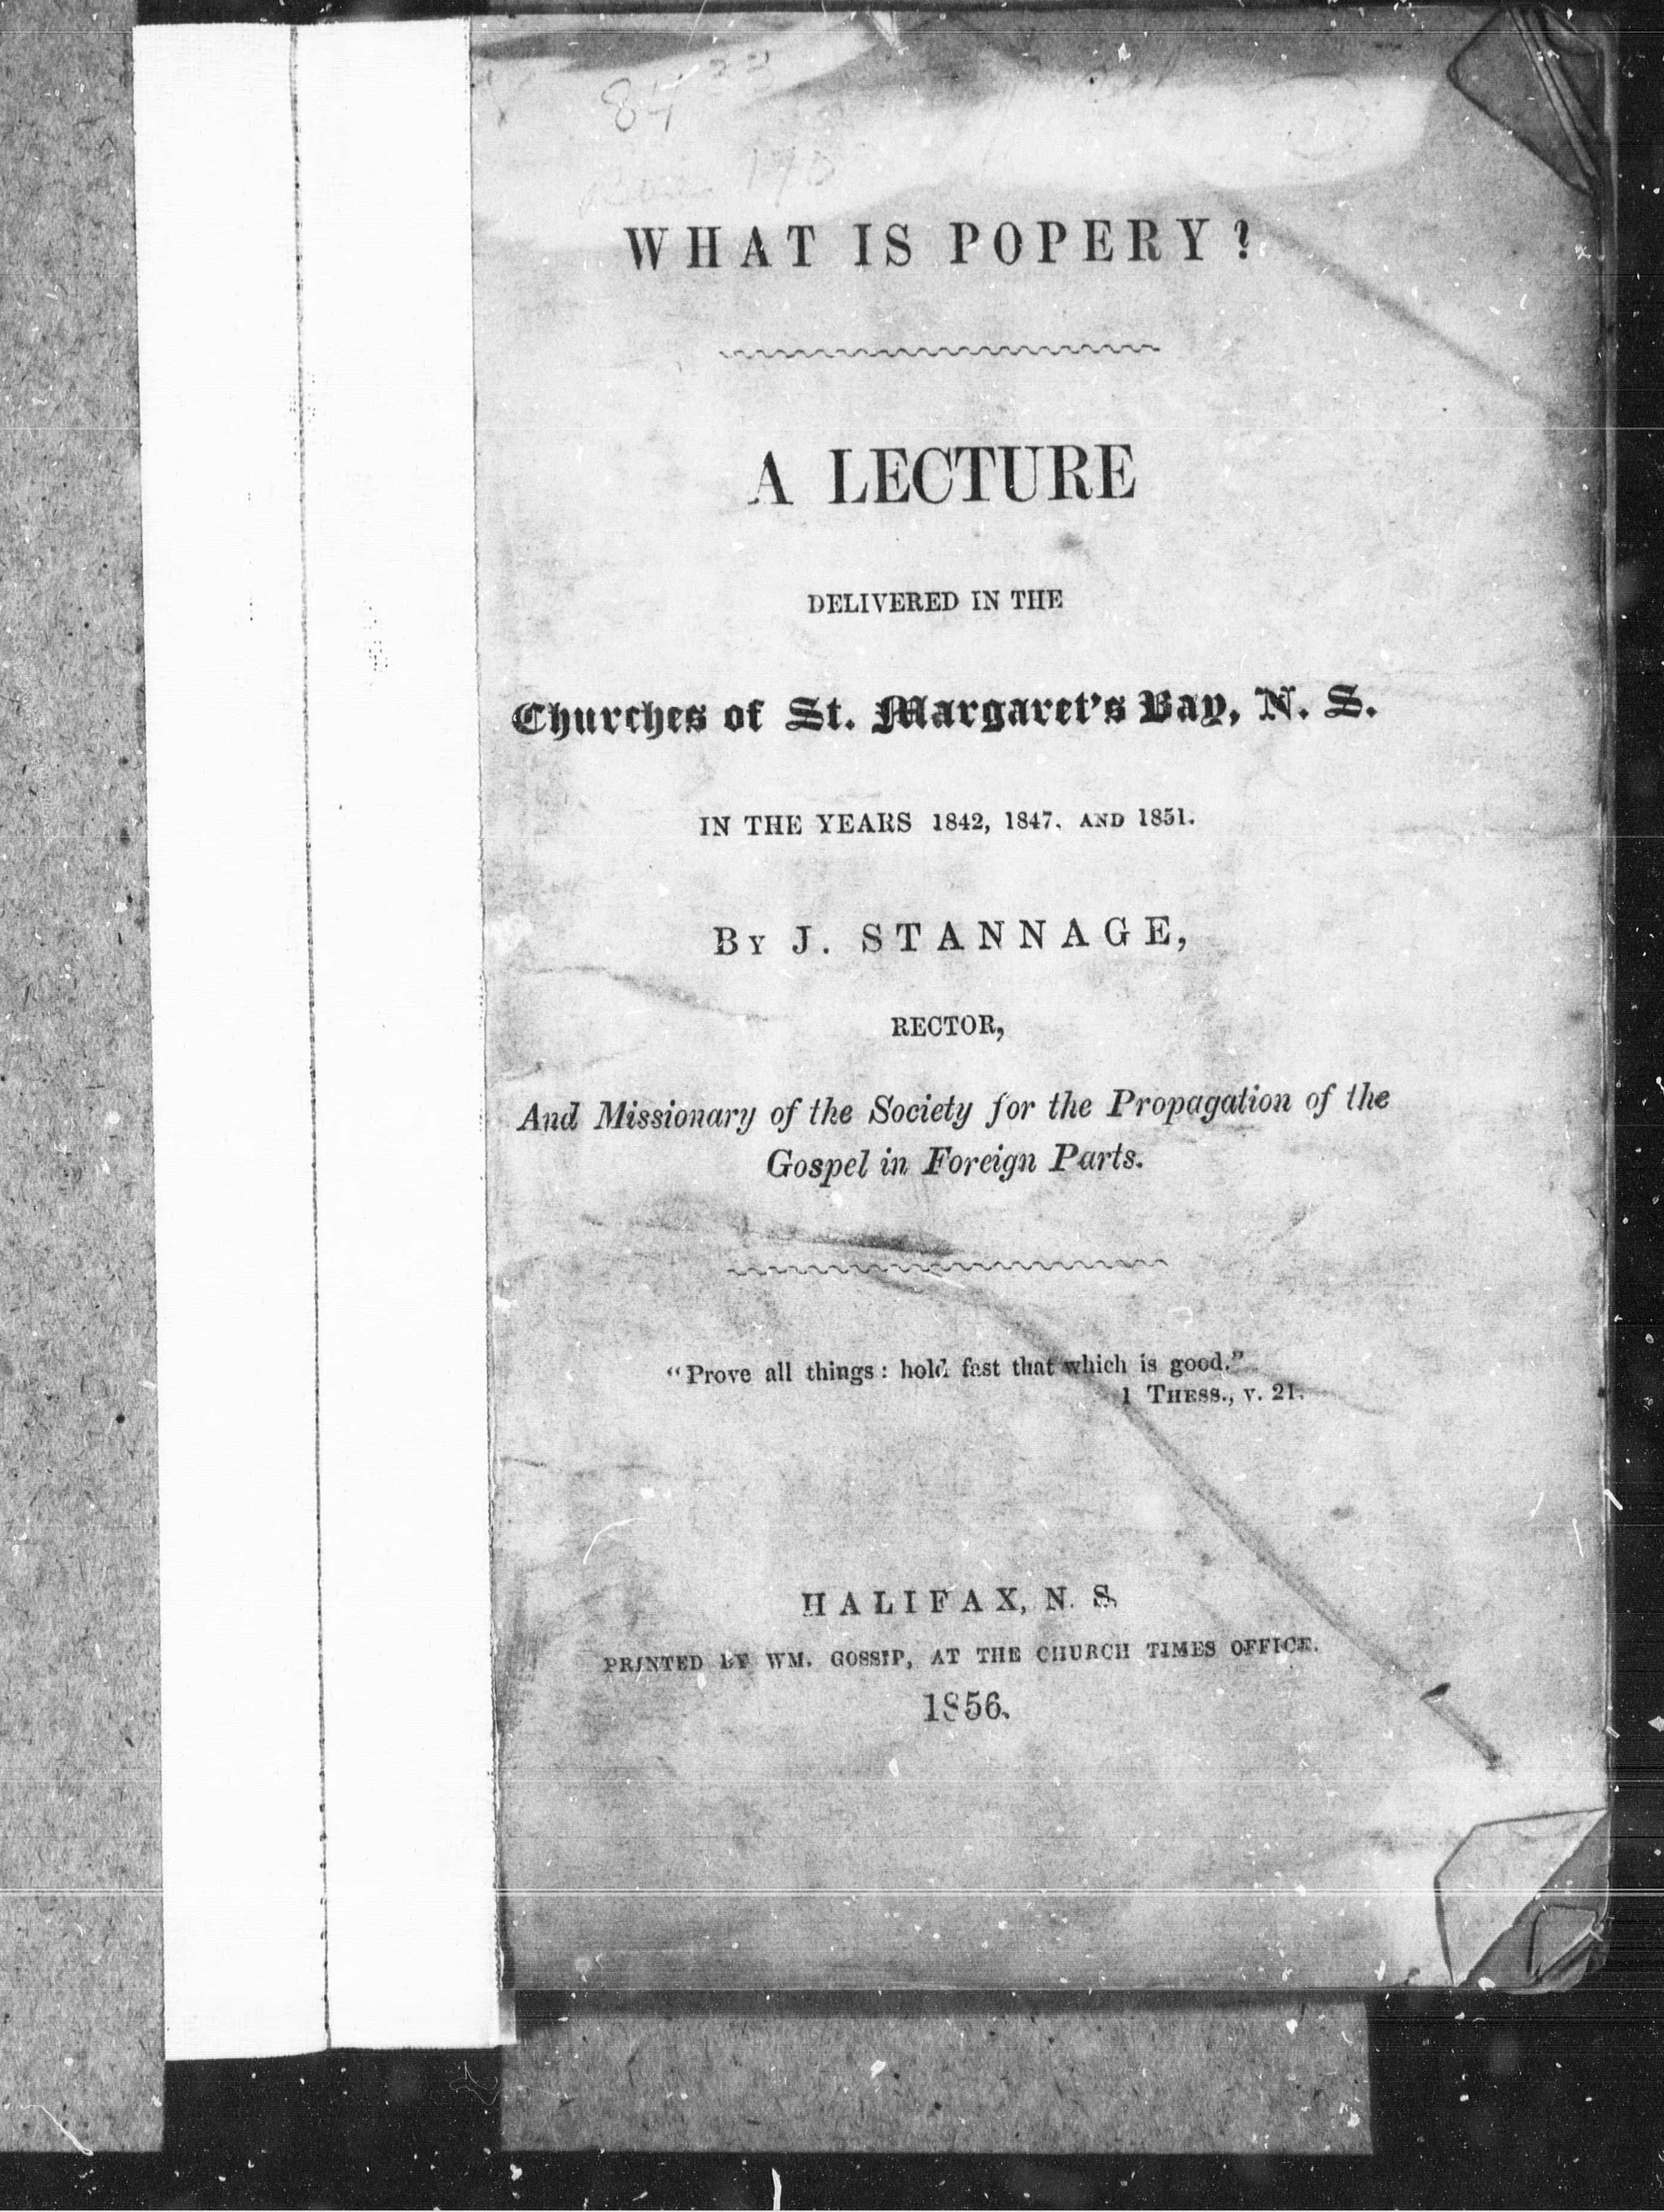 WHAT IS POPERY?
A LECTURE
DELIVERED IN THE
Churches of St. Margaret's Bay, N. S.
IN THE YEARS 1842, 1847, AND 1851.
BY J. STANNAGE,
RECTOR,
And Missionary of the Society for the Propagation of the
Gospel in Foreign Parts.
"Prove all things: hold fast that which is good."
1 THESS., v. 21.
HALIFAX, N. S.
PRINTED BY WM. GOSSIP, AT THE CHURCH TIMES OFFICE.
1856.